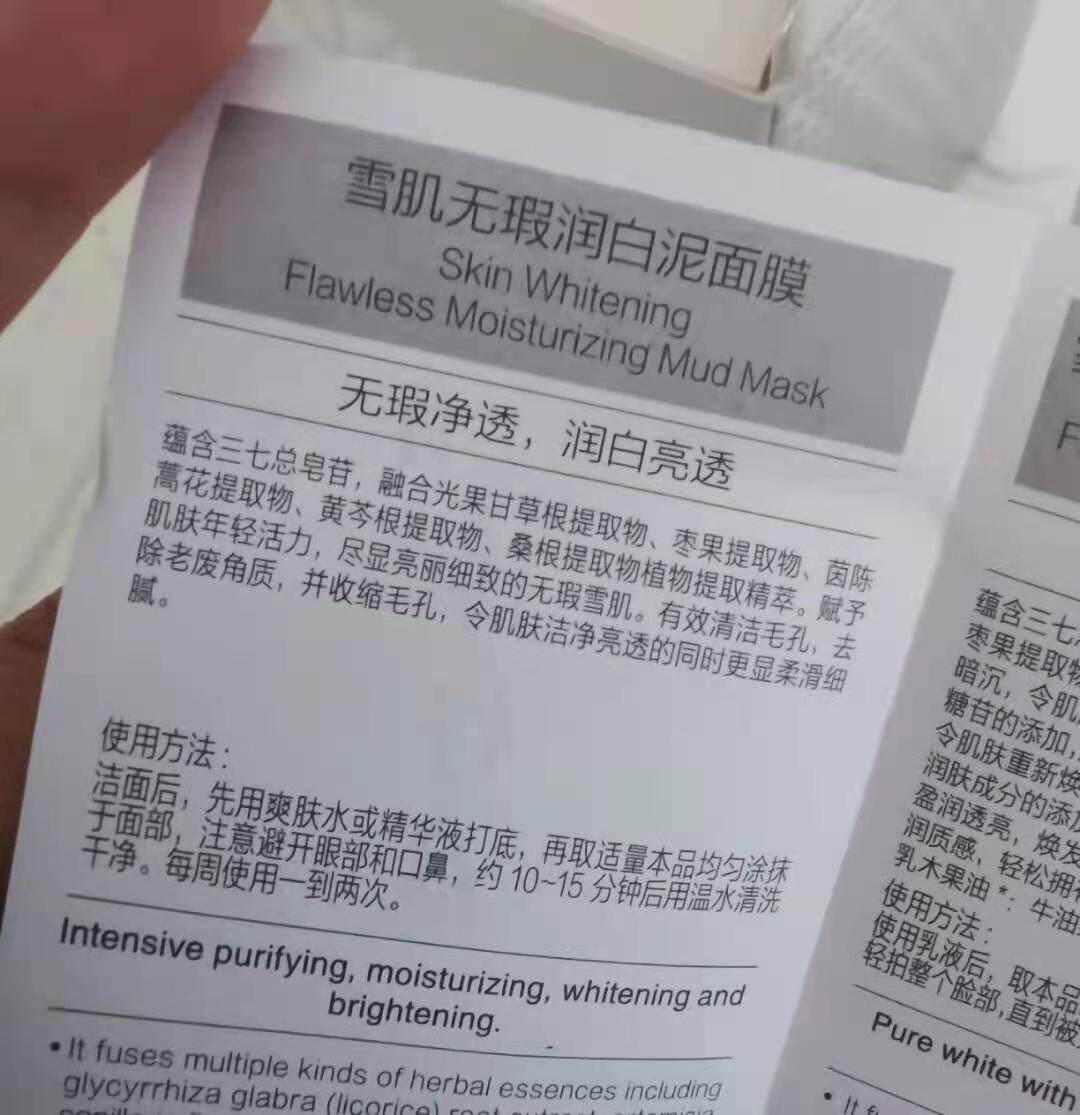 雪肌无瑕润白泥面膜
Skin Whitening
Flawless Moisturizing Mud Mask
无瑕净透，润白亮透
蕴含三七总皂苷，融合光果甘草根提取物、枣果提取物、茵陈
蒿花提取物、黄芩根提取物、桑根提取物植物提取精萃。赋予
肌肤年轻活力，尽显亮丽细致的无瑕雪肌。有效清洁毛孔，去
除老废角质，并收缩毛孔，令肌肤洁净亮透的同时更显柔滑细
腻。
使用方法：
洁面后，先用爽肤水或精华液打底，再取适量本品均匀涂抹
于面部，注意避开眼部和口鼻，约 10~15 分钟后用温水清洗
干净。每周使用一到两次。
Intensive purifying, moisturizing, whitening and
brightening.
• It fuses multiple kinds of herbal essences including
glycyrrhiza glabra (licorice) root
F
蕴含三七
枣果提取物
暗沉，令肌
糖苷的添加，
令肌肤重新焕
润肤成分的添加
盈润透亮，焕发
润质感，轻松拥有
乳木果油 *：牛油
使用方法：
使用乳液后，取本品
轻拍整个脸部，直到被
Pure white with
• It